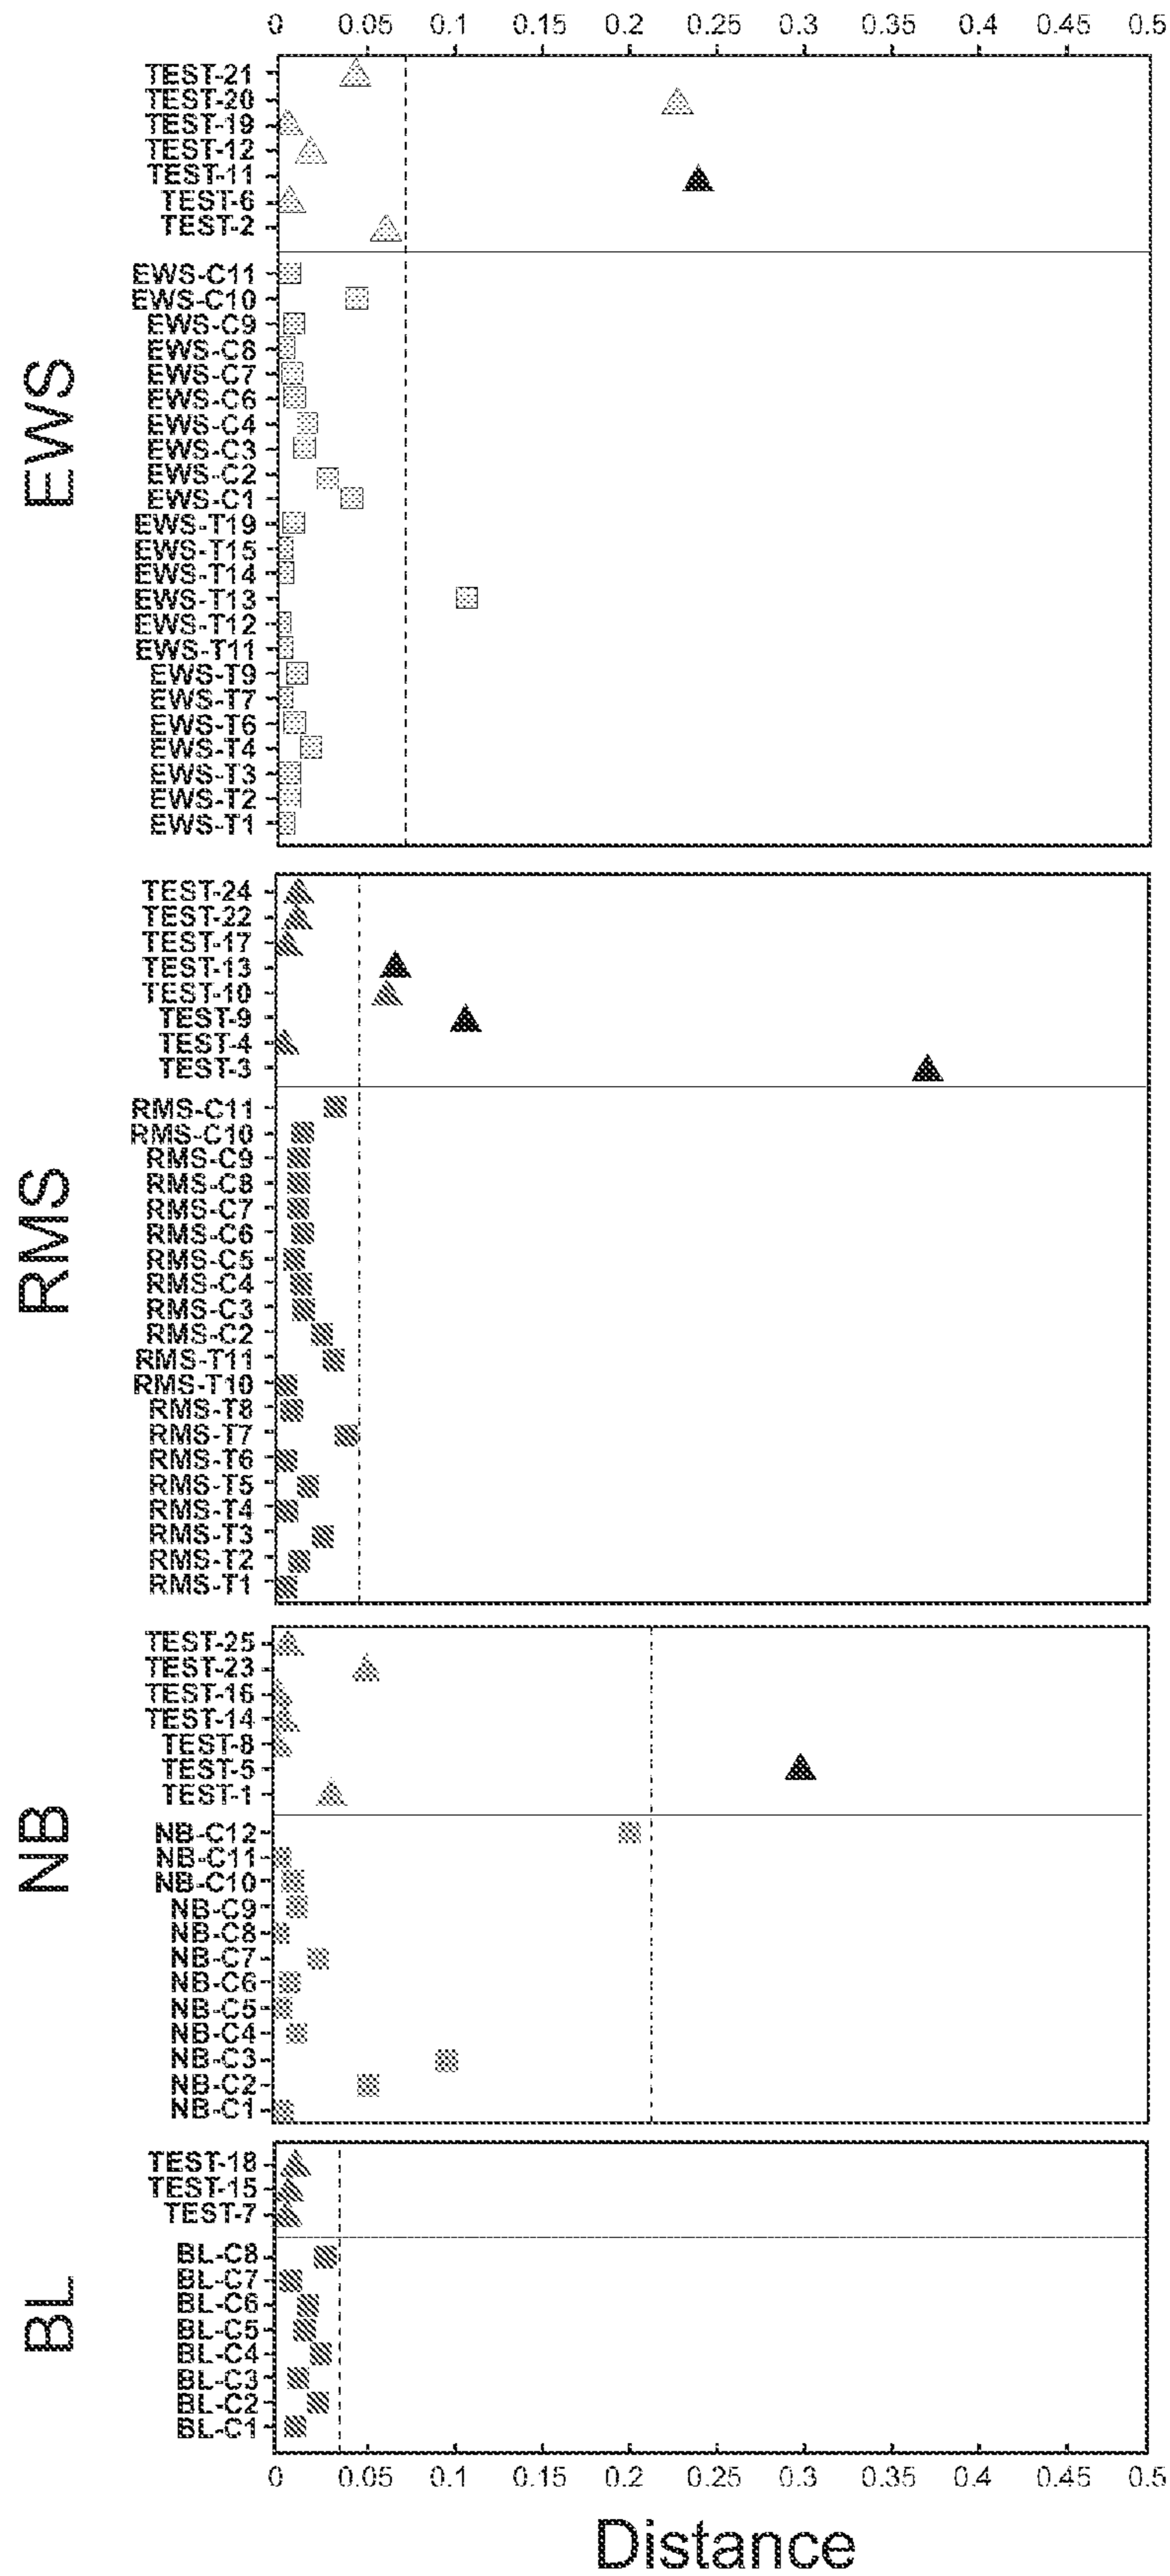 0 0.05 0.1 0.15 0.2 0.25 0.3 0.35 0.4 0.45 0.5
EWS
TEST-21
TEST-20
TEST-19
TEST-12
TEST-11
TEST-6
TEST-2
EWS-C11
EWS-C10
EWS-C9
EWS-C8
EWS-C7
EWS-C6
EWS-C4
EWS-C3
EWS-C2
EWS-C1
EWS-T19
EWS-T15
EWS-T14
EWS-T13
EWS-T12
EWS-T11
EWS-T9
EWS-T7
EWS-T6
EWS-T4
EWS-T3
EWS-T2
EWS-T1
RMS
TEST-24
TEST-22
TEST-17
TEST-13
TEST-10
TEST-9
TEST-4
TEST-3
RMS-C11
RMS-C10
RMS-C9
RMS-C8
RMS-C7
RMS-C6
RMS-C5
RMS-C4
RMS-C3
RMS-C2
RMS-T11
RMS-T10
RMS-T8
RMS-T7
RMS-T6
RMS-T5
RMS-T4
RMS-T3
RMS-T2
RMS-T1
NB
TEST-25
TEST-23
TEST-16
TEST-14
TEST-8
TEST-5
TEST-1
NB-C12
NB-C11
NB-C10
NB-C9
NB-C8
NB-C7
NB-C6
NB-C5
NB-C4
NB-C3
NB-C2
NB-C1
BL
TEST-18
TEST-15
TEST-7
BL-C8
BL-C7
BL-C6
BL-C5
BL-C4
BL-C3
BL-C2
BL-C1
0 0.05 0.1 0.15 0.2 0.25 0.3 0.35 0.4 0.45 0.5
Distance